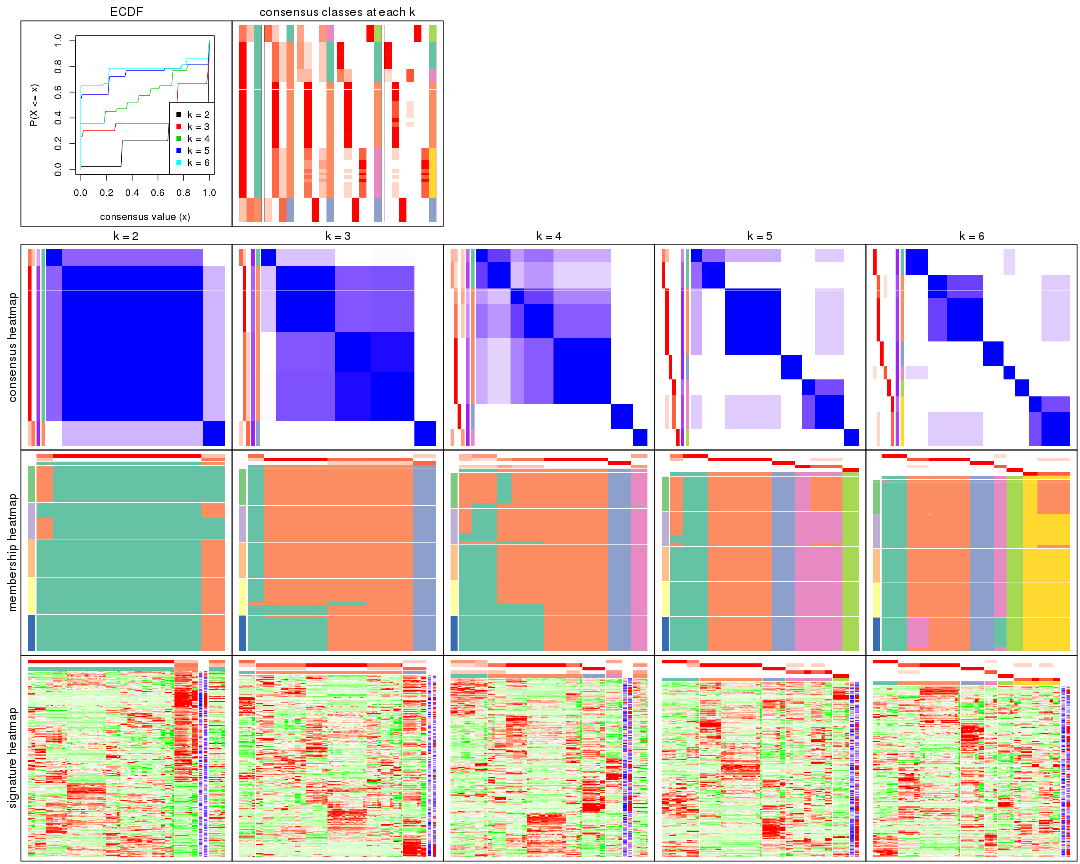 ECDF
consensus classes at each k
P(X <= x)
0.0 0.2 0.4 0.6 0.8 1.0
k = 2
k = 3
k = 4
k = 5
k = 6
0.0 0.2 0.4 0.6 0.8 1.0
consensus value (x)
k = 2
k = 3
k = 4
k = 5
k = 6
consensus heatmap
membership heatmap
signature heatmap